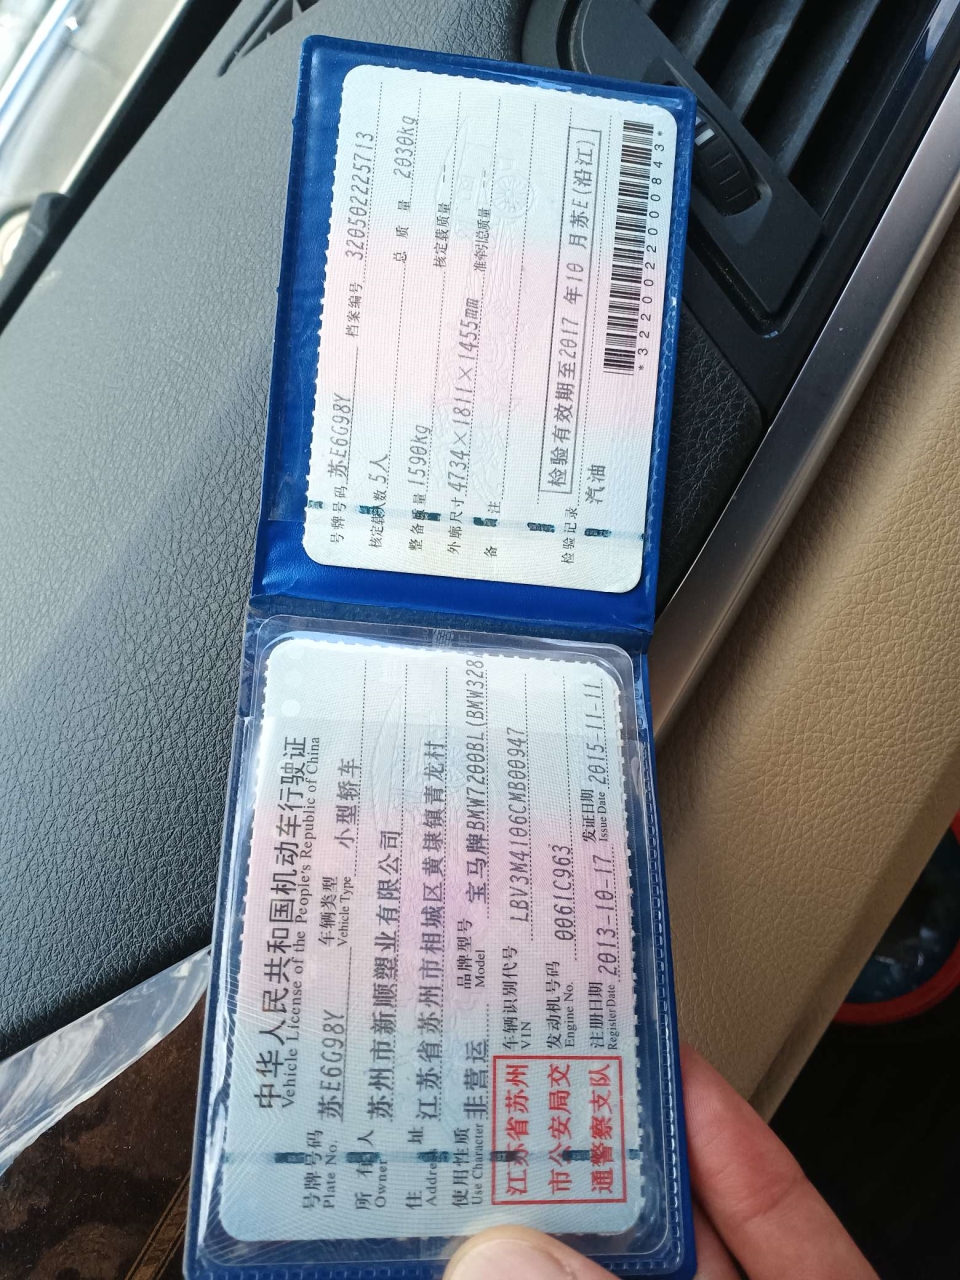 中华人民共和国机动车行驶证
Vehicle License of the People's Republic of China
号牌号码 苏E6G98Y 车辆类型 小型轿车
Plate No. Vehicle Type
所有人 苏州市新顺塑业有限公司
Owner
住址 江苏省苏州市相城区黄埭镇青龙村
Address
使用性质 非营运 品牌型号 宝马牌BMW7200BL(BMW328
Use Character Model
江苏省苏州
市公安局交
通警察支队
车辆识别代号 LBV3M4106CMB00947
VIN
发动机号码 0061C963
Engine No.
注册日期 2013-10-17 发证日期 2015-11-11
Register Date Issue Date
号牌号码 苏E6G98Y 档案编号 320502225713
核定载人数 5人 总质量 2030kg
整备质量 1590kg 核定载质量 --
外廓尺寸 4734×1811×1455mm 准牵引总质量 --
备注
检验有效期至2017年10月苏E(沿江)
检验记录 汽油
*3220022000843*